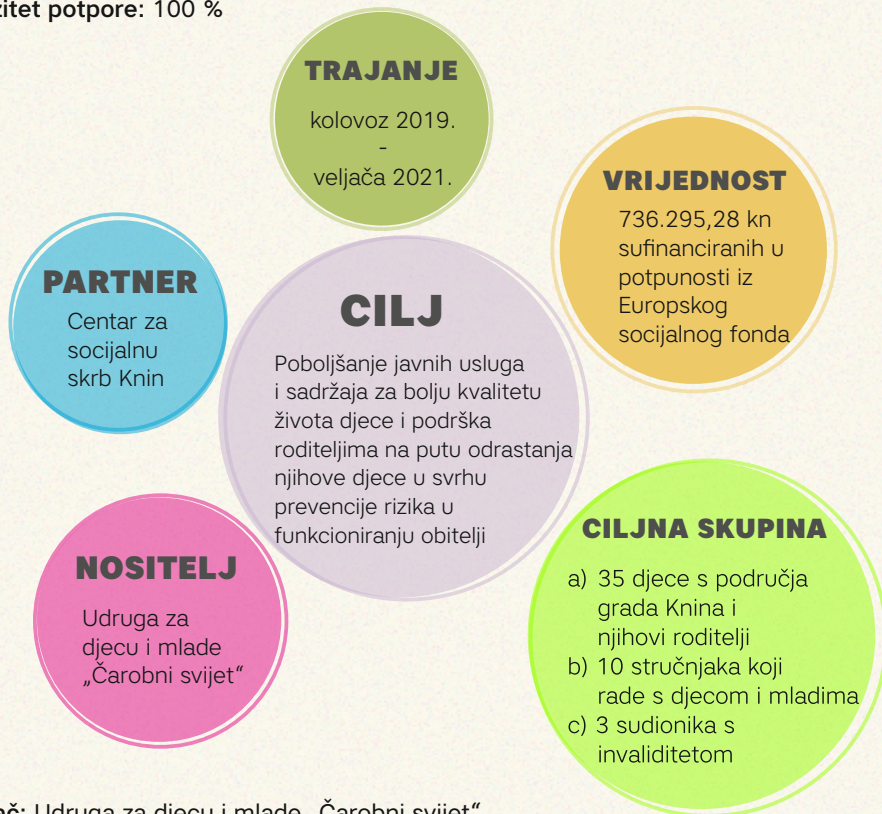 potpore: 100 %
TRAJANJE
kolovoz 2019.
-
veljača 2021.
VRIJEDNOST
736.295,28 kn
sufinanciranih u
potpunosti iz
Europskog
socijalnog fonda
PARTNER
Centar za
socijalnu
skrb Knin
CILJ
Poboljšanje javnih usluga
i sadržaja za bolju kvalitetu
života djece i podrška
roditeljima na putu odrastanja
njihove djece u svrhu
prevencije rizika u
funkcioniranju obitelji
CILJNA SKUPINA
a) 35 djece s područja
grada Knina i
njihovi roditelji
b) 10 stručnjaka koji
rade s djecom i mladima
c) 3 sudionika s
invaliditetom
NOSITELJ
Udruga za
djecu i mlade
„Čarobni svijet“
Udruga za djecu i mlade „Čarobni svijet“